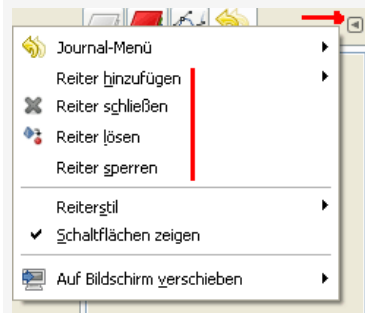 Journal-Menü
Reiter hinzufügen
Reiter schließen
Reiter lösen
Reiter sperren
Reiterstil
Schaltflächen zeigen
Auf Bildschirm verschieben